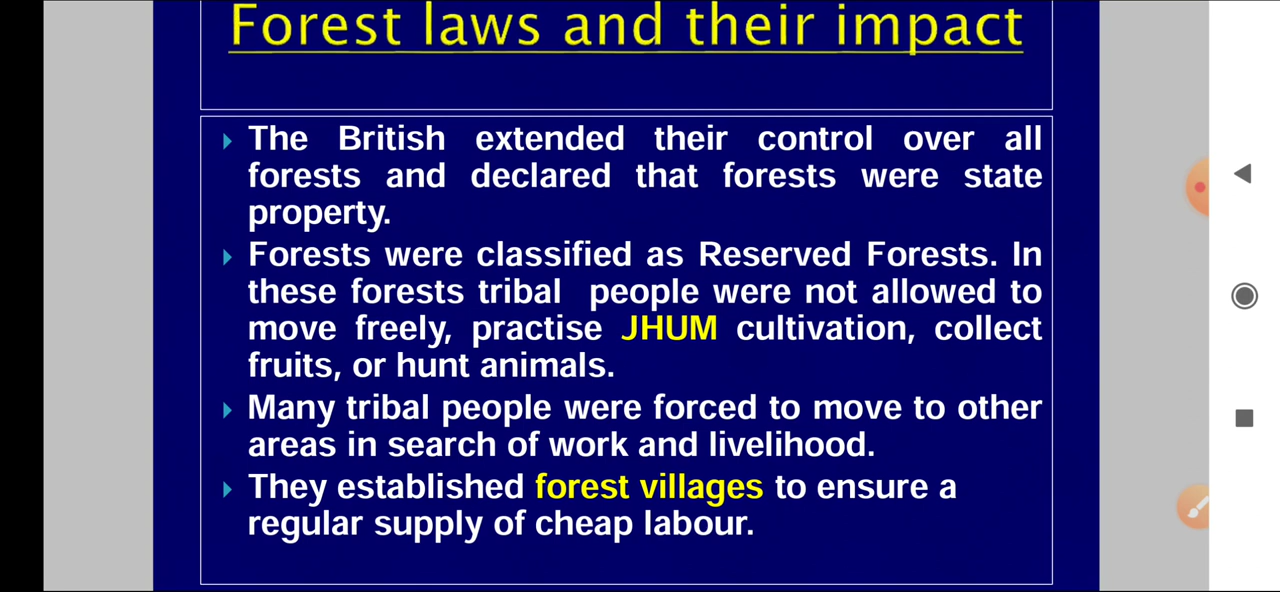 Forest laws and their impact
The British extended their control over all
forests and declared that forests were state
property.
Forests were classified as Reserved Forests. In
these forests tribal people were not allowed to
move freely, practise JHUM cultivation, collect
fruits, or hunt animals.
Many tribal people were forced to move to other
areas in search of work and livelihood.
They established forest villages to ensure a
regular supply of cheap labour.